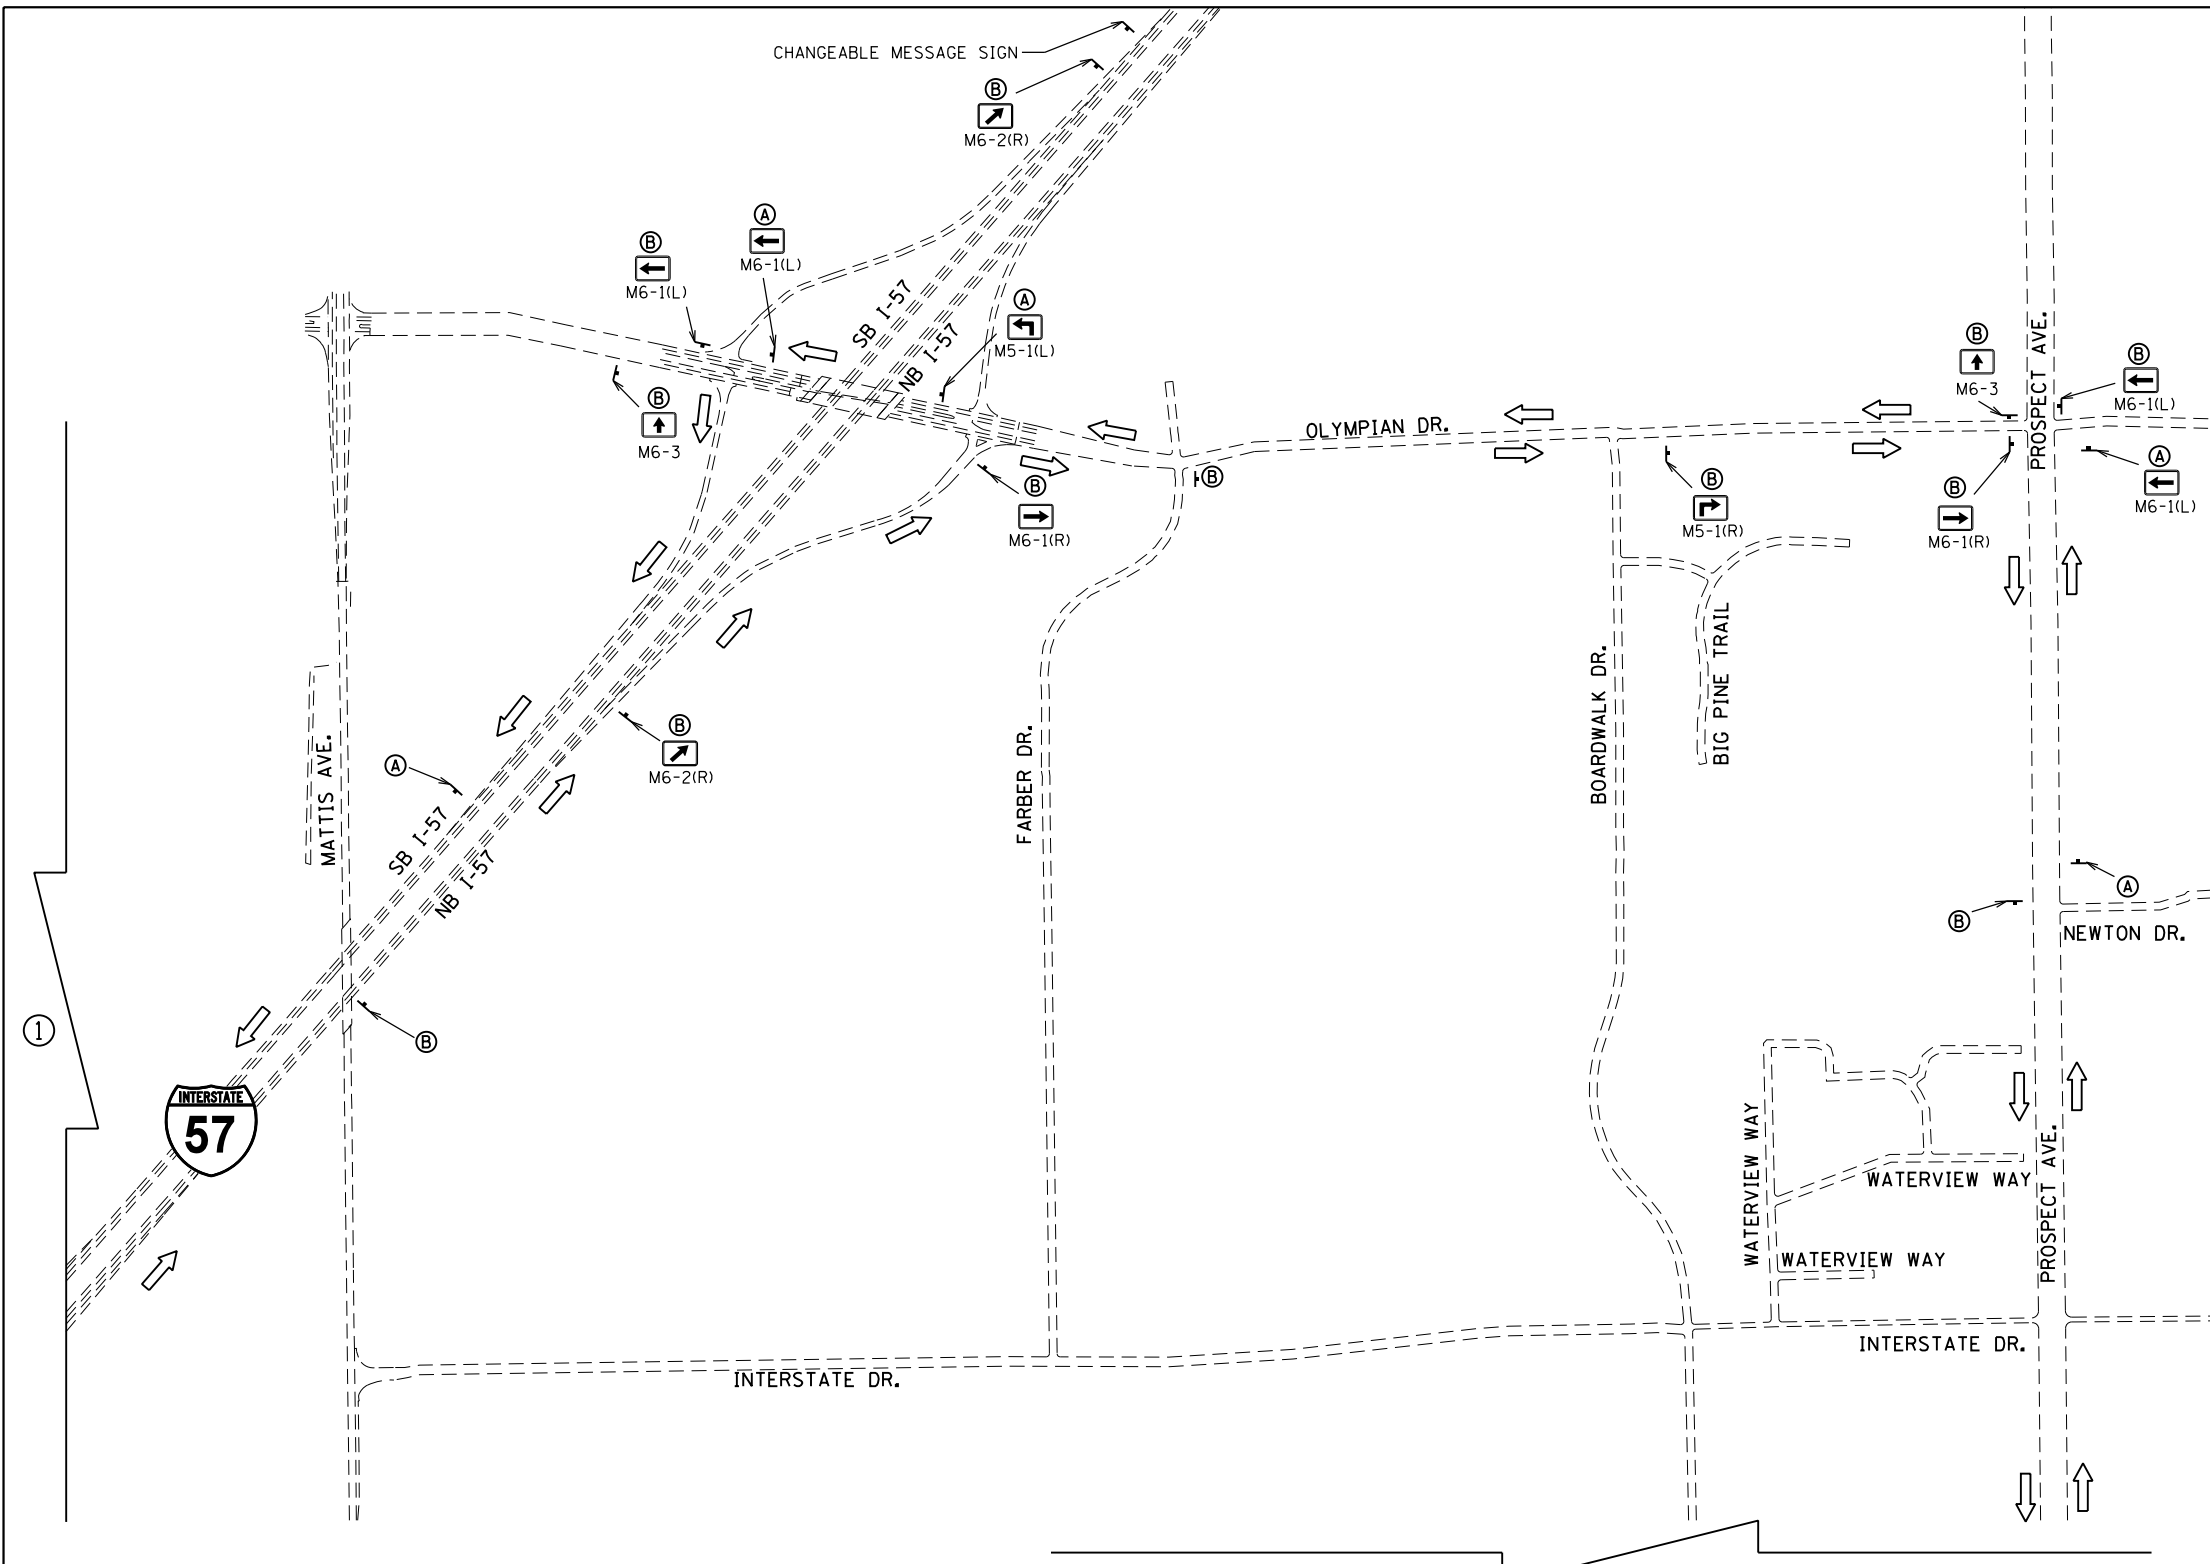 CHANGEABLE MESSAGE SIGN
B
M6-2(R)
A
M6-1(L)
B
M6-1(L)
SB I-57
NB I-57
A
M5-1(L)
B
M6-3
B
M6-1(R)
B
OLYMPIAN DR.
B
M6-3
PROSPECT AVE.
B
M6-1(L)
A
M6-1(L)
B
M5-1(R)
B
M6-1(R)
B
M6-2(R)
A
MATTIS AVE.
SB I-57
NB I-57
FARBER DR.
BOARDWALK DR.
BIG PINE TRAIL
A
B
NEWTON DR.
1
B
INTERSTATE
57
WATERVIEW WAY
WATERVIEW WAY
WATERVIEW WAY
PROSPECT AVE.
INTERSTATE DR.
INTERSTATE DR.